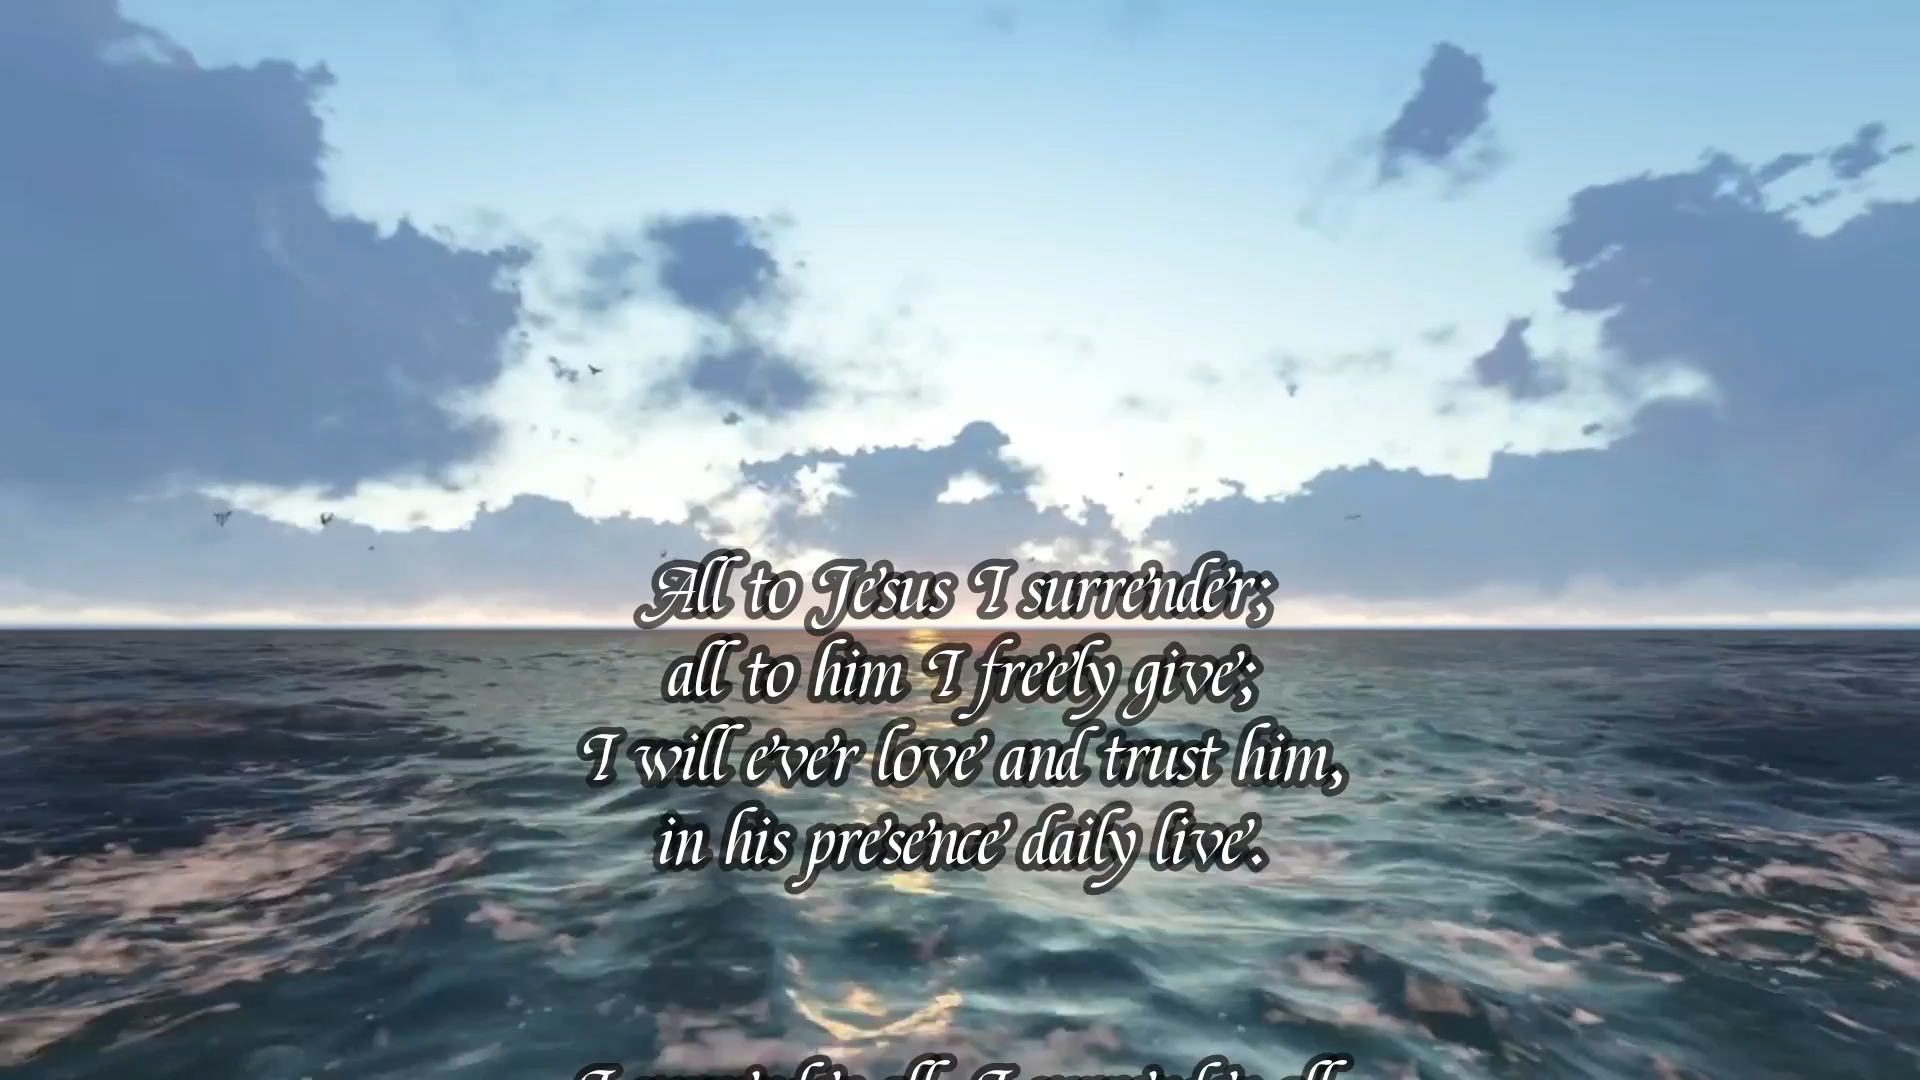 All to Jesus I surrender;
all to him I freely give;
I will ever love and trust him,
in his presence daily live.